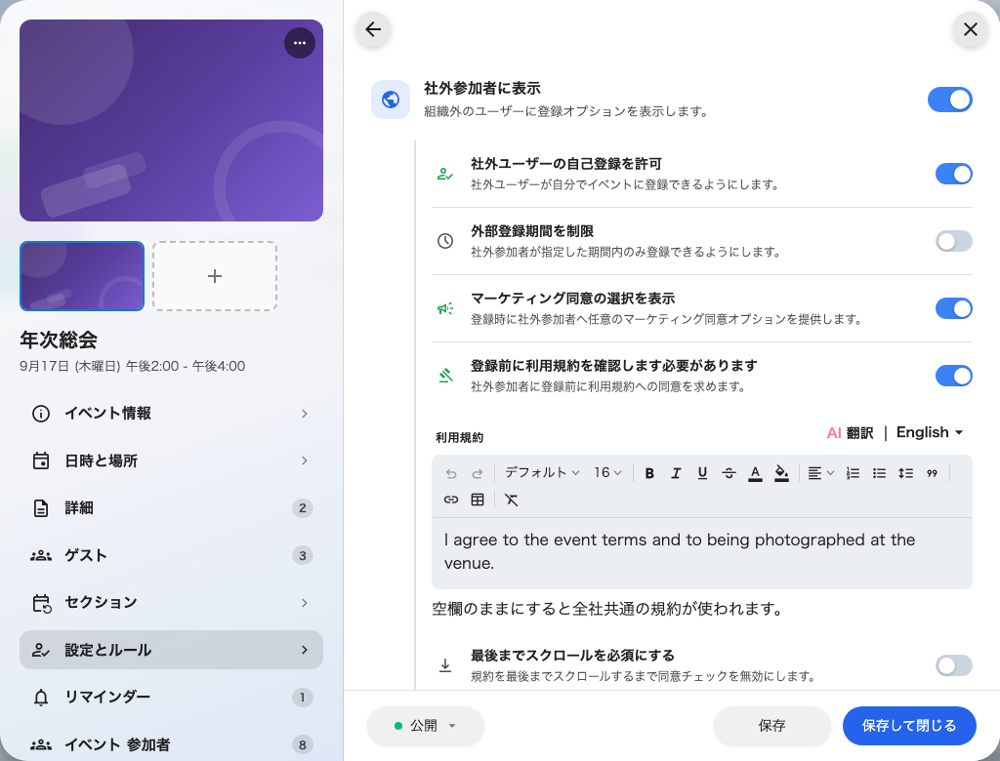 年次総会
9月17日 (木曜日) 午後2:00 - 午後4:00
イベント情報
日時と場所
詳細 2
ゲスト 3
セクション
設定とルール
リマインダー 1
イベント 参加者 8
社外参加者に表示
組織外のユーザーに登録オプションを表示します。
社外ユーザーの自己登録を許可
社外ユーザーが自分でイベントに登録できるようにします。
外部登録期間を制限
社外参加者が指定した期間内のみ登録できるようにします。
マーケティング同意の選択を表示
登録時に社外参加者へ任意のマーケティング同意オプションを提供します。
登録前に利用規約を確認します必要があります
社外参加者に登録前に利用規約への同意を求めます。
利用規約 AI 翻訳 | English
デフォルト 16 B I U S A
I agree to the event terms and to being photographed at the
venue.
空欄のままにすると全社共通の規約が使われます。
最後までスクロールを必須にする
規約を最後までスクロールするまで同意チェックを無効にします。
公開 保存 保存して閉じる